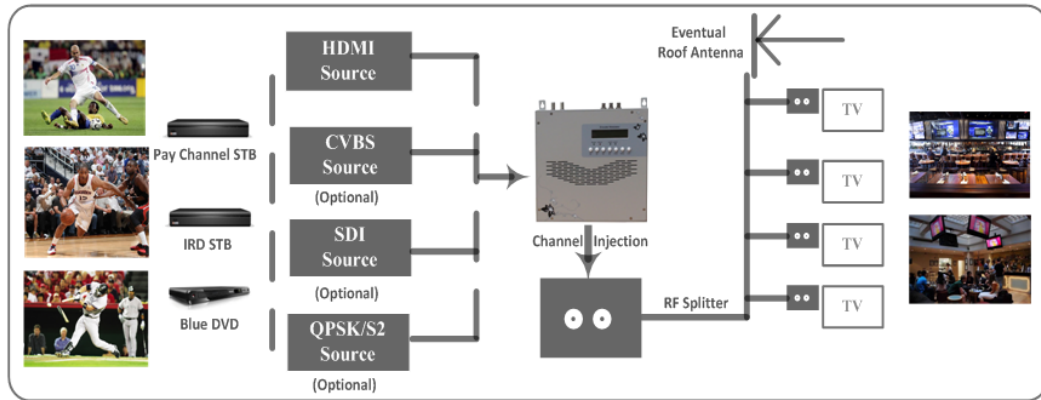 Pay Channel STB
IRD STB
Blue DVD
HDMI
Source
CVBS
Source
(Optional)
SDI
Source
(Optional)
QPSK/S2
Source
(Optional)
Channel Injection
RF Splitter
Eventual
Roof Antenna
TV
TV
TV
TV